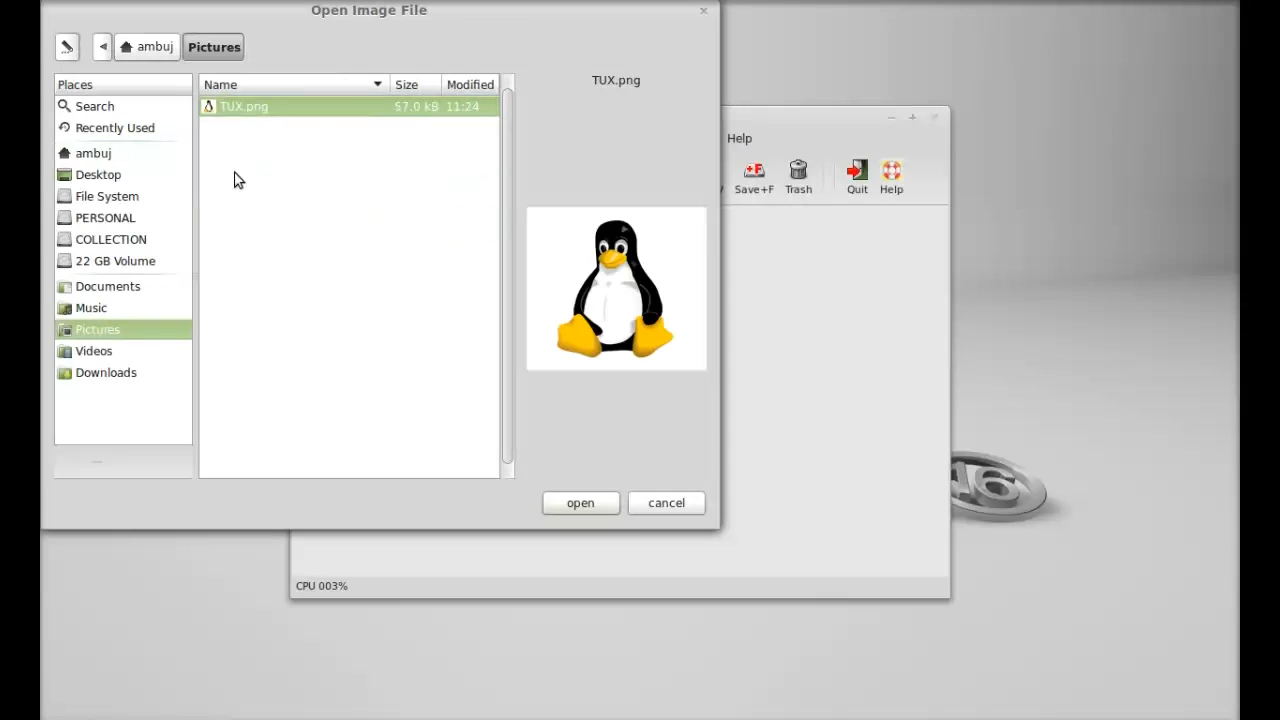 Open Image File
ambuj Pictures
Places
Search
Recently Used
ambuj
Desktop
File System
PERSONAL
COLLECTION
22 GB Volume
Documents
Music
Pictures
Videos
Downloads
Name Size Modified
TUX.png 57.0 kB 11:24
TUX.png
open cancel
Help
Save+F Trash Quit Help
CPU 003%
16